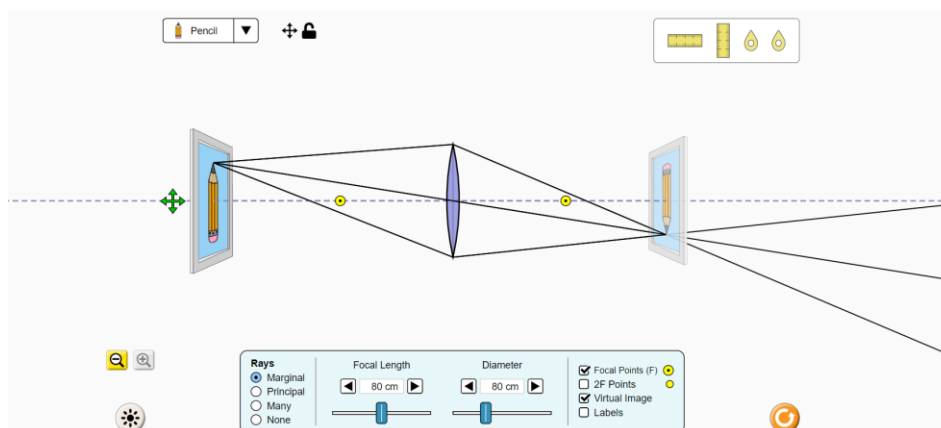 Pencil
Rays
Marginal
Principal
Many
None
Focal Length
80 cm
Diameter
80 cm
Focal Points (F)
2F Points
Virtual Image
Labels